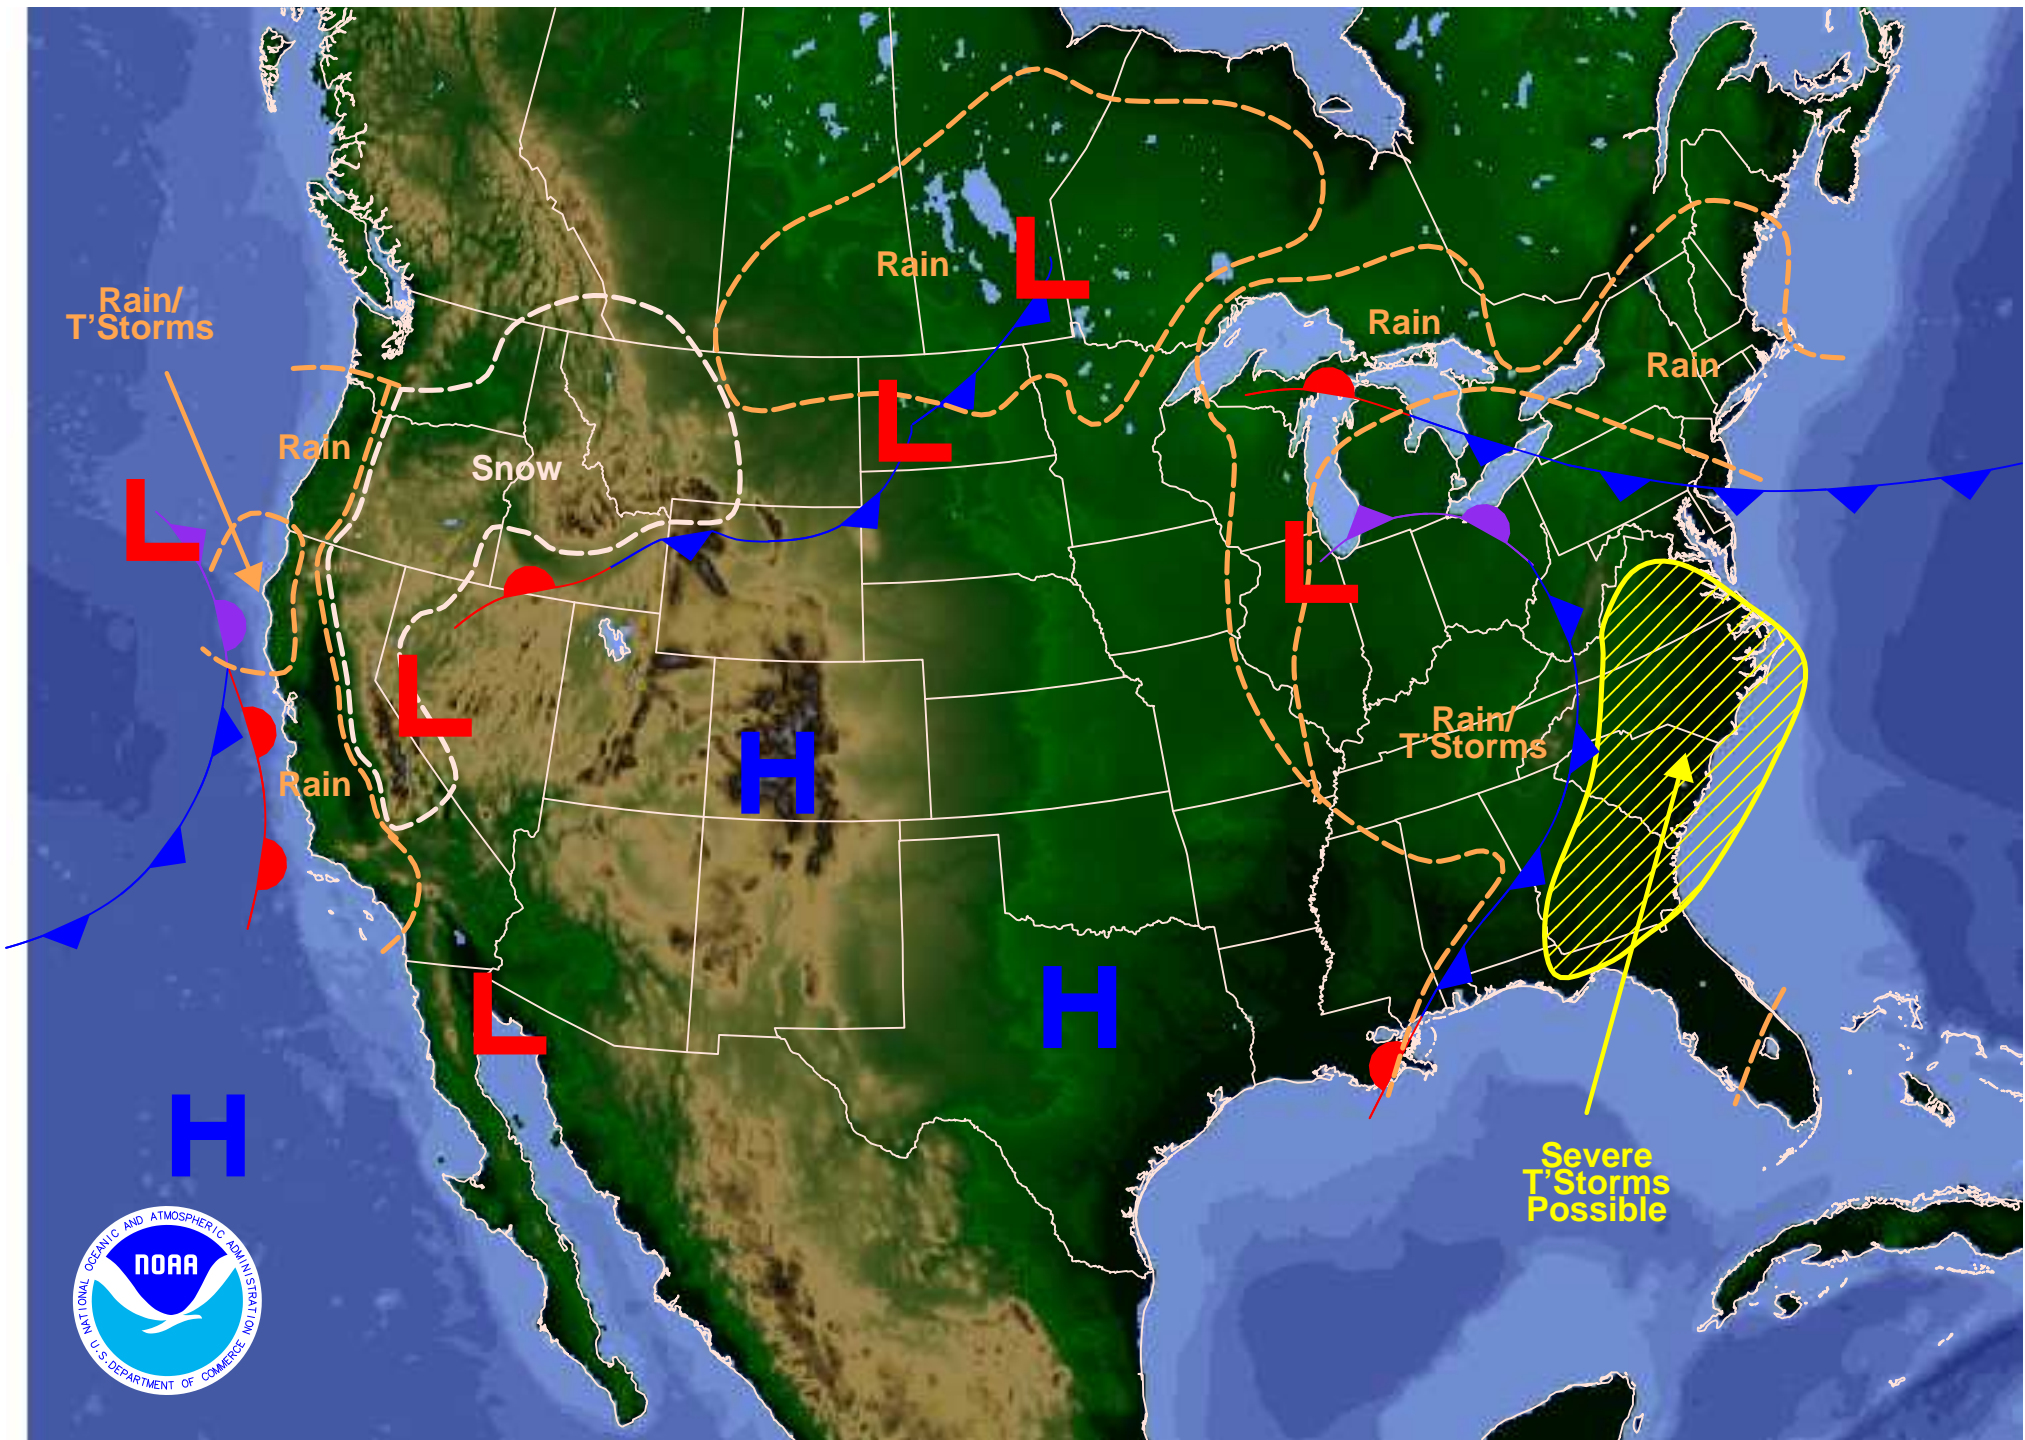 Rain
Rain/
T'Storms
Rain
Rain
Rain
Snow
Rain/
T'Storms
Rain
Severe
T'Storms
Possible
L
L
L
L
L
L
H
H
H
NATIONAL OCEANIC AND ATMOSPHERIC ADMINISTRATION
NOAA
U.S. DEPARTMENT OF COMMERCE